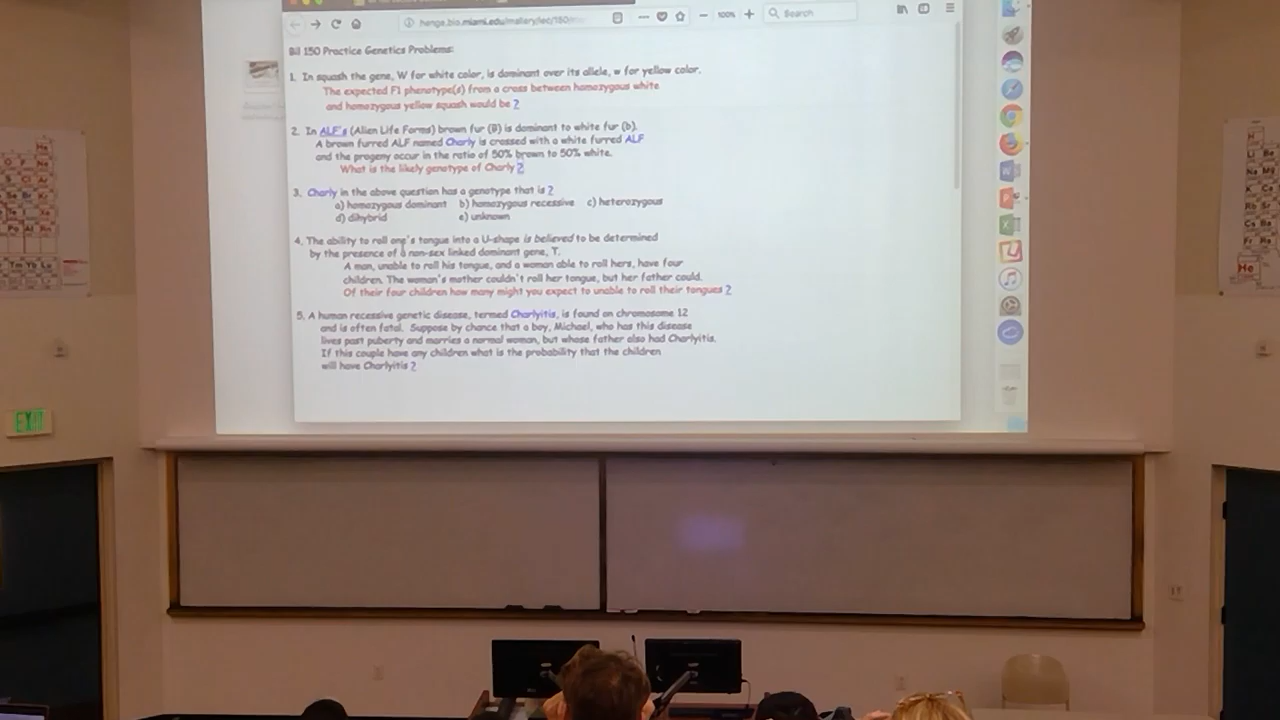 henge.bio.miami.edu/mallery/lec/150/
100%
Search
Bil 150 Practice Genetics Problems:
1. In squash the gene, W for white color, is dominant over its allele, w for yellow color.
The expected F1 phenotype(s) from a cross between homozygous white
and homozygous yellow squash would be ?
2. In ALF's (Alien Life Forms) brown fur (B) is dominant to white fur (b).
A brown furred ALF named Charly is crossed with a white furred ALF
and the progeny occur in the ratio of 50% brown to 50% white.
What is the likely genotype of Charly ?
3. Charly in the above question has a genotype that is ?
a) homozygous dominant b) homozygous recessive c) heterozygous
d) dihybrid e) unknown
4. The ability to roll one's tongue into a U-shape is believed to be determined
by the presence of a non-sex linked dominant gene, T.
A man, unable to roll his tongue, and a woman able to roll hers, have four
children. The woman's mother couldn't roll her tongue, but her father could.
Of their four children how many might you expect to unable to roll their tongues ?
5. A human recessive genetic disease, termed Charlyitis, is found on chromosome 12
and is often fatal. Suppose by chance that a boy, Michael, who has this disease
lives past puberty and marries a normal woman, but whose father also had Charlyitis.
If this couple have any children what is the probability that the children
will have Charlyitis ?
EXIT
He